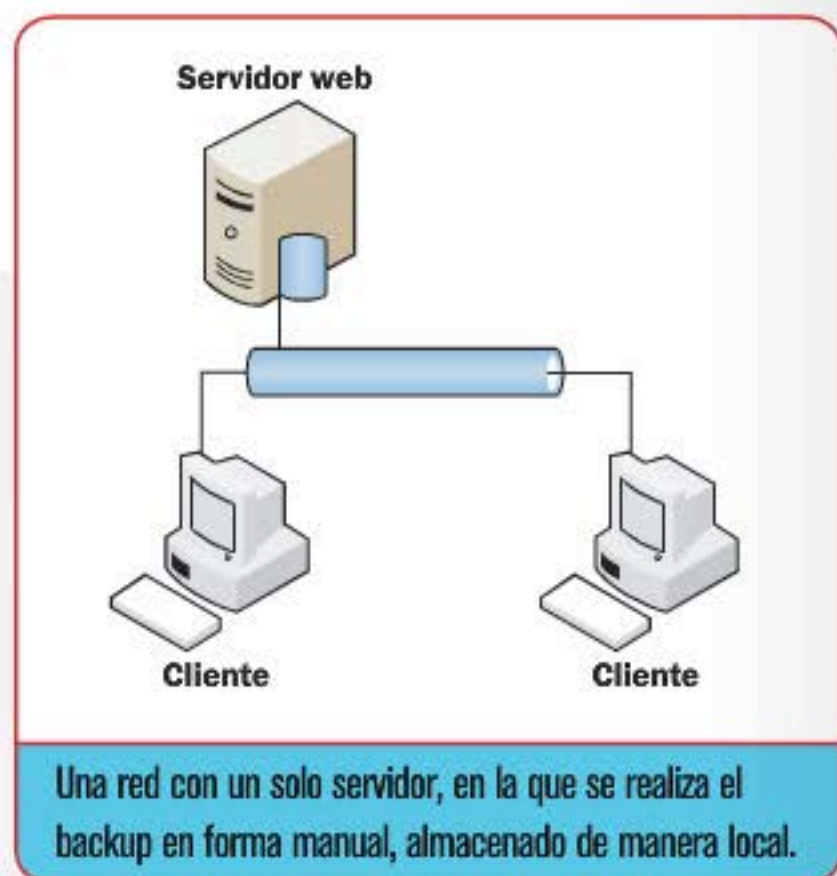 Servidor web
Cliente
Cliente
Una red con un solo servidor, en la que se realiza el
backup en forma manual, almacenado de manera local.